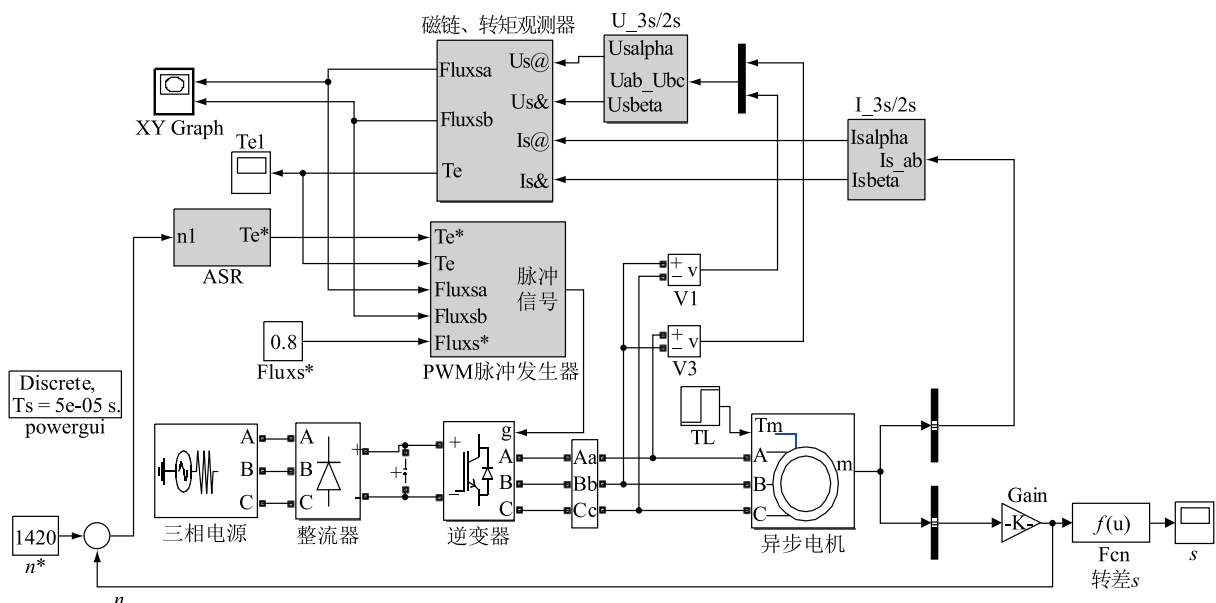 磁链、转矩观测器
U_3s/2s
Fluxsa
Fluxsb
Te
Us@
Us&
Is@
Is&
Usalpha
Uab_Ubc
Usbeta
I_3s/2s
Isalpha
Is_ab
Isbeta
XY Graph
Te1
n1
Te*
ASR
Te*
Te
Fluxsa
Fluxsb
Fluxs*
脉冲
信号
PWM脉冲发生器
0.8
Fluxs*
+
−
v
V1
+
−
v
V3
Discrete,
Ts = 5e-05 s.
powergui
A
B
C
三相电源
A
B
C
+
-
整流器
+
+
−
g
A
B
C
逆变器
Aa
Bb
Cc
TL
Tm
A
B
C
m
异步电机
Gain
-K-
f(u)
Fcn
转差s
s
1420
n*
n